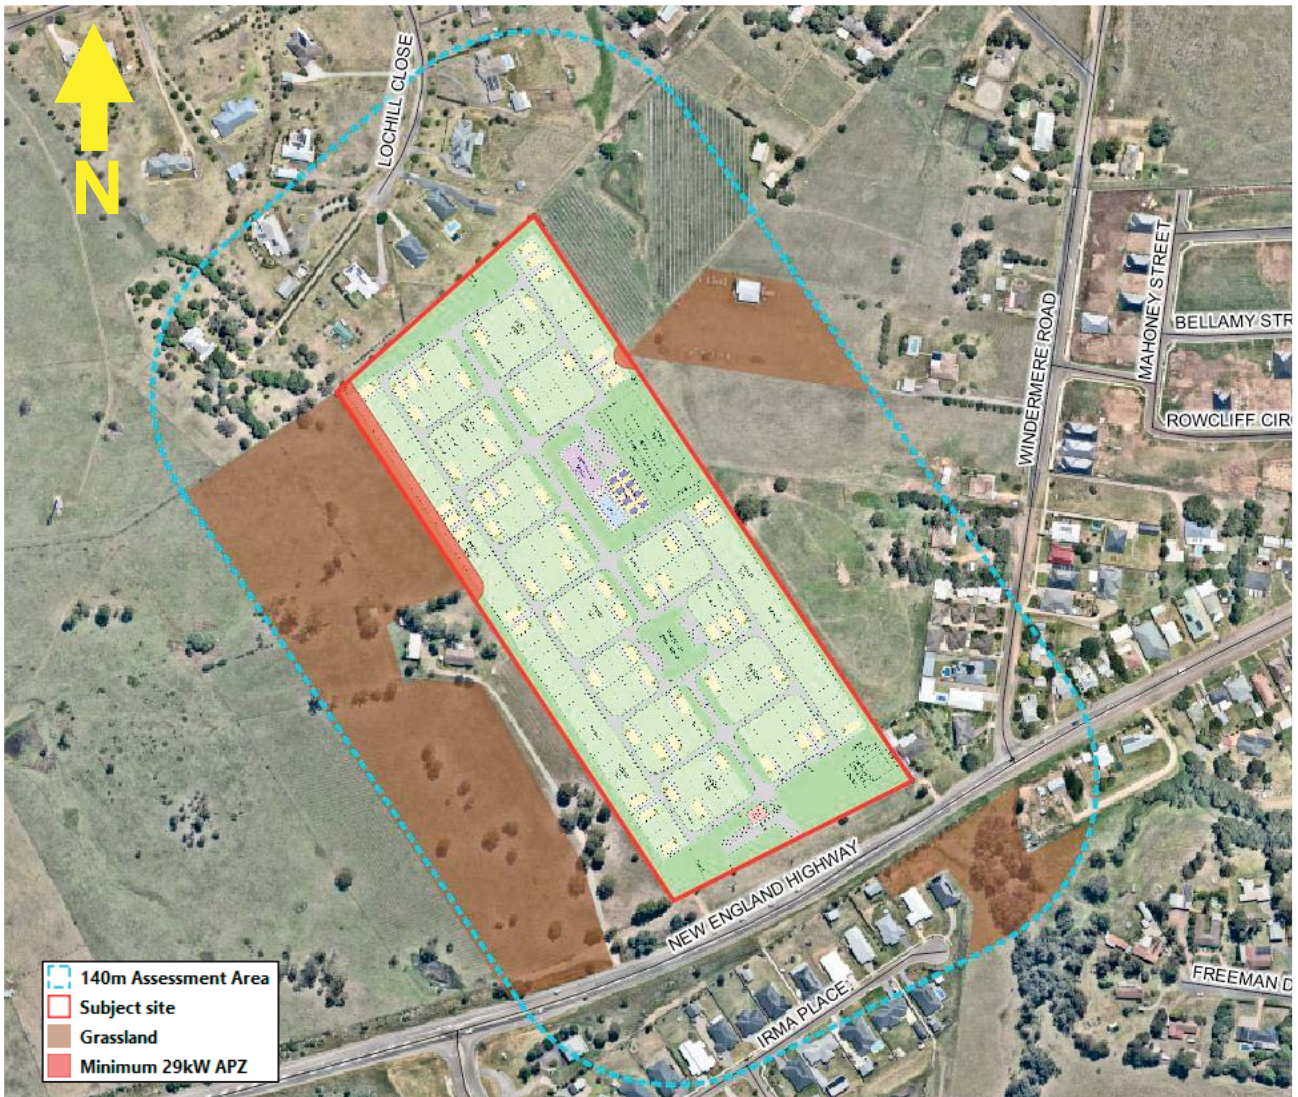 N
LOCHILL CLOSE
WINDERMERE ROAD
MAHONEY STREET
BELLAMY STR
ROWCLIFF CIR
NEW ENGLAND HIGHWAY
IRMA PLACE
FREEMAN D
140m Assessment Area
Subject site
Grassland
Minimum 29kW APZ